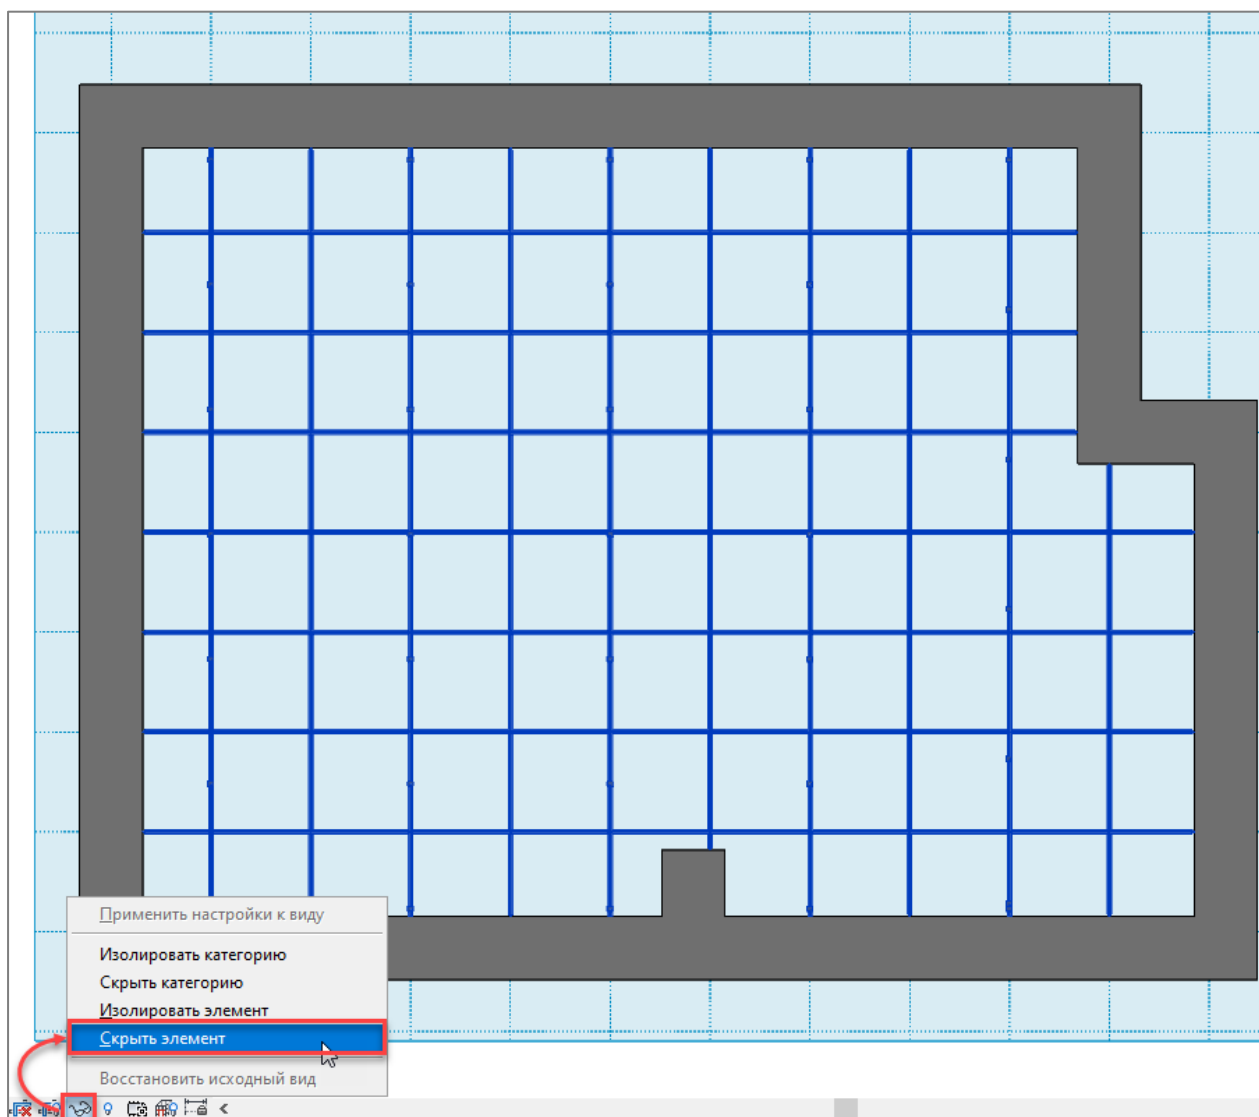 Применить настройки к виду
Изолировать категорию
Скрыть категорию
Изолировать элемент
Скрыть элемент
Восстановить исходный вид